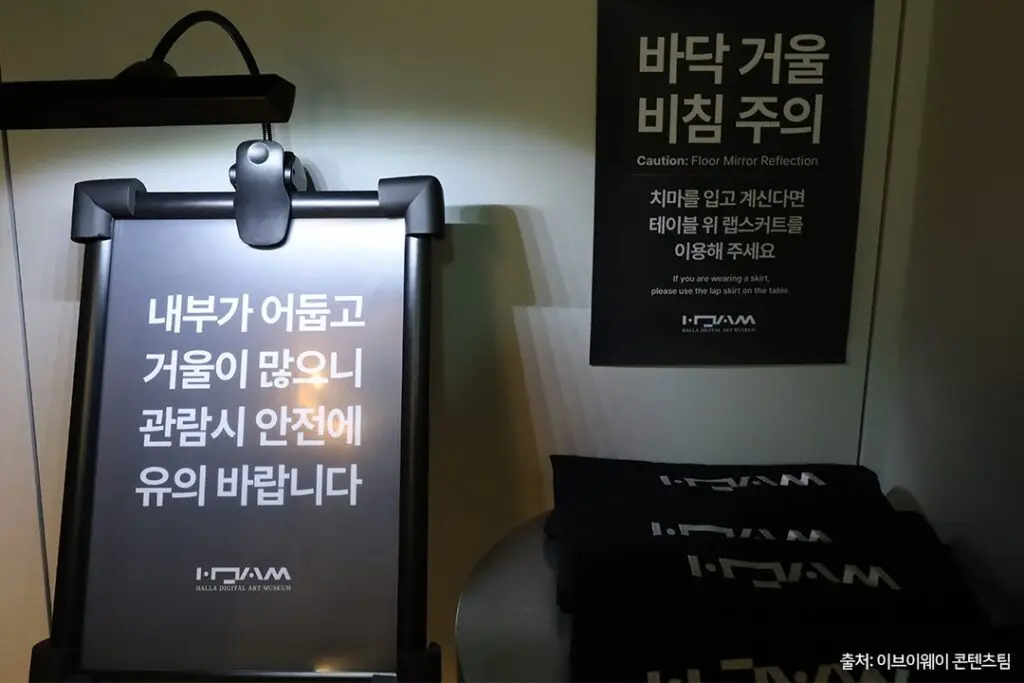 내부가 어둡고
거울이 많으니
관람시 안전에
유의 바랍니다
HALLA DIGITAL ART MUSEUM
바닥 거울
비침 주의
Caution: Floor Mirror Reflection
치마를 입고 계신다면
테이블 위 랩스커트를
이용해 주세요
If you are wearing a skirt,
please use the lap skirt on the table.
HALLA DIGITAL ART MUSEUM
출처: 이브이웨이 콘텐츠팀